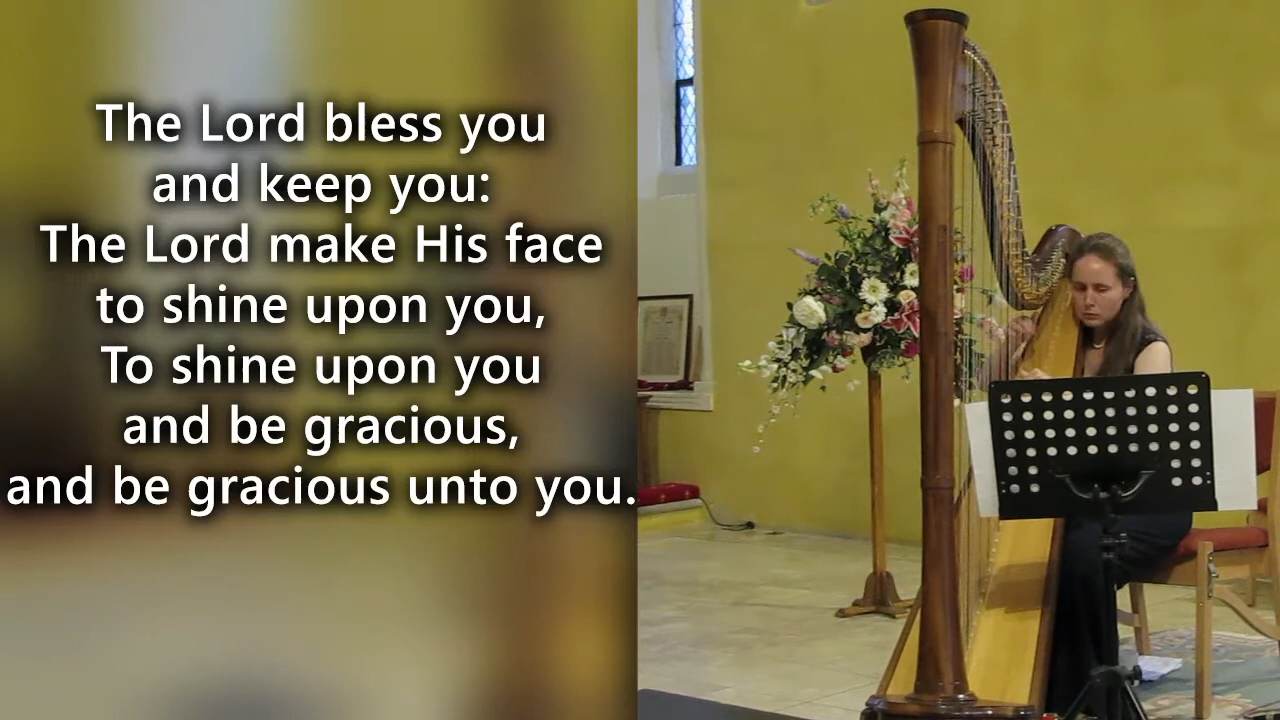 The Lord bless you
and keep you:
The Lord make His face
to shine upon you,
To shine upon you
and be gracious,
and be gracious unto you.